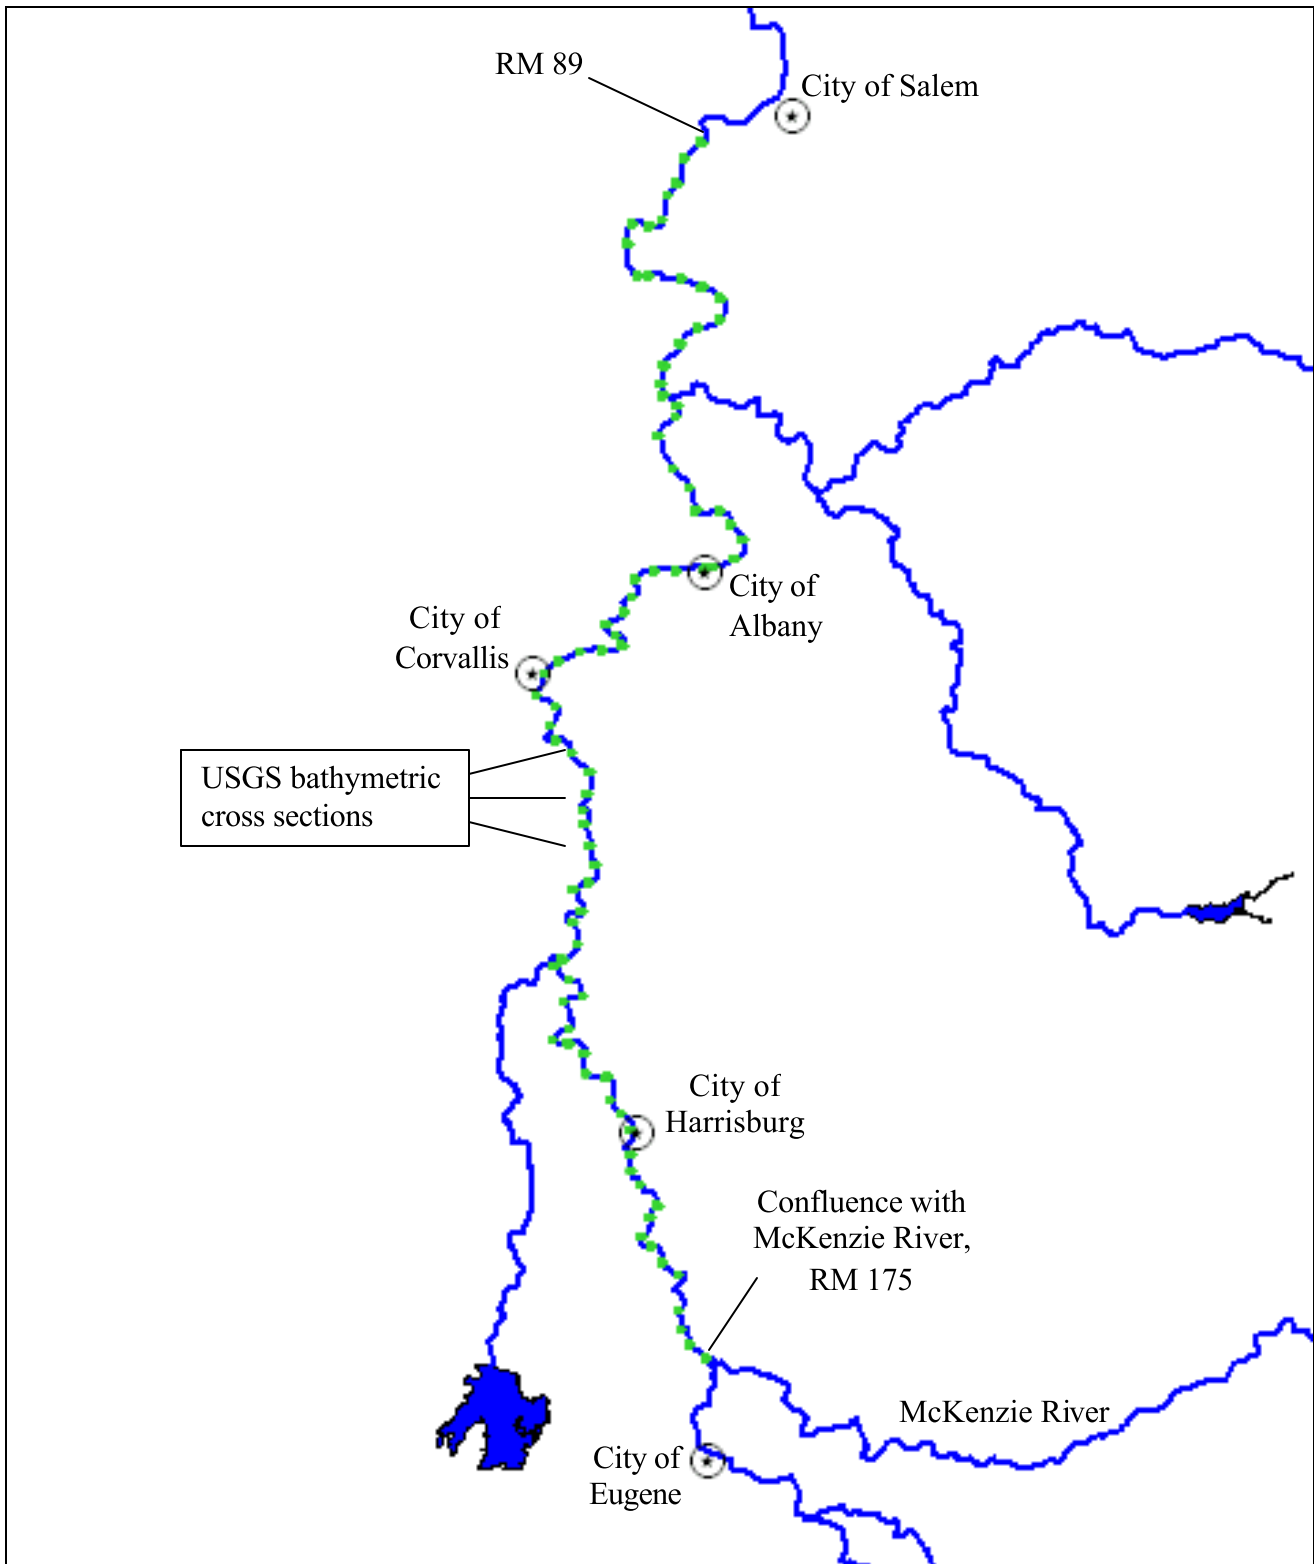 RM 89
City of Salem
City of
Albany
City of
Corvallis
USGS bathymetric
cross sections
City of
Harrisburg
Confluence with
McKenzie River,
RM 175
McKenzie River
City of
Eugene